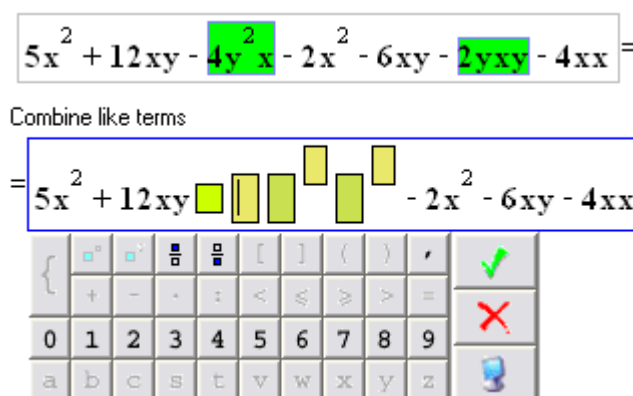 5x² + 12xy - 4y²x - 2x² - 6xy - 2yxy - 4xx =
Combine like terms
= 5x² + 12xy - 2x² - 6xy - 4xx
{ [ ] ( ) ,
+ - · : < ⩽ ⩾ > =
0 1 2 3 4 5 6 7 8 9
a b c s t v w x y z